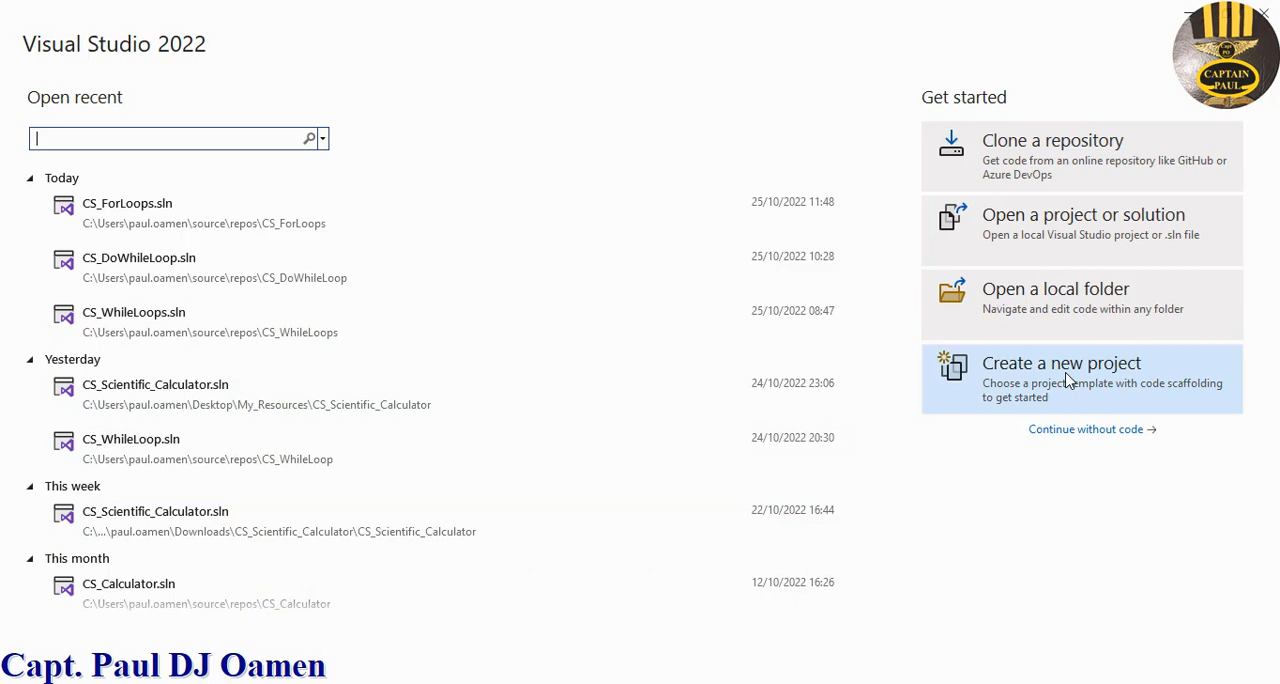 Visual Studio 2022
Open recent
Today
CS_ForLoops.sln
25/10/2022 11:48
C:\Users\paul.oamen\source\repos\CS_ForLoops
CS_DoWhileLoop.sln
25/10/2022 10:28
C:\Users\paul.oamen\source\repos\CS_DoWhileLoop
CS_WhileLoops.sln
25/10/2022 08:47
C:\Users\paul.oamen\source\repos\CS_WhileLoops
Yesterday
CS_Scientific_Calculator.sln
24/10/2022 23:06
C:\Users\paul.oamen\Desktop\My_Resources\CS_Scientific_Calculator
CS_WhileLoop.sln
24/10/2022 20:30
C:\Users\paul.oamen\source\repos\CS_WhileLoop
This week
CS_Scientific_Calculator.sln
22/10/2022 16:44
C:\...\paul.oamen\Downloads\CS_Scientific_Calculator\CS_Scientific_Calculator
This month
CS_Calculator.sln
12/10/2022 16:26
C:\Users\paul.oamen\source\repos\CS_Calculator
Get started
Clone a repository
Get code from an online repository like GitHub or
Azure DevOps
Open a project or solution
Open a local Visual Studio project or .sln file
Open a local folder
Navigate and edit code within any folder
Create a new project
Choose a project template with code scaffolding
to get started
Continue without code →
Capt
PO
CAPTAIN
PAUL
Capt. Paul DJ Oamen